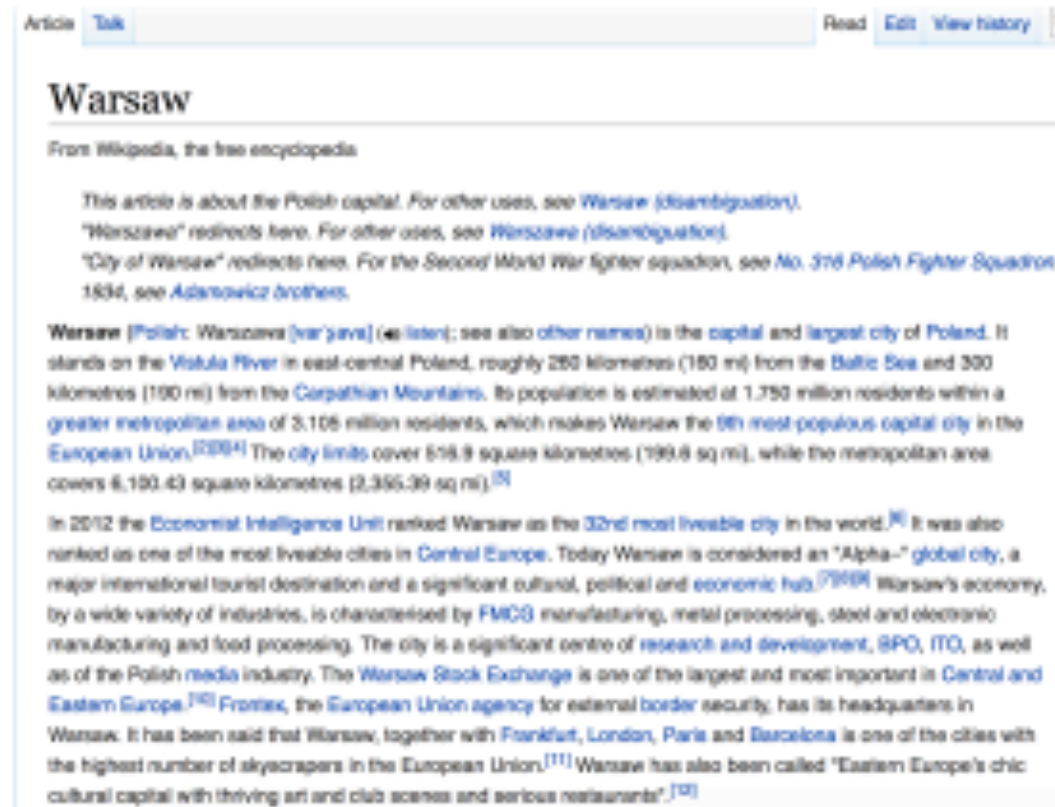 Article Talk Read Edit View history
Warsaw
From Wikipedia, the free encyclopedia
This article is about the Polish capital. For other uses, see Warsaw (disambiguation).
"Warszawa" redirects here. For other uses, see Warszawa (disambiguation).
"City of Warsaw" redirects here. For the Second World War fighter squadron, see No. 316 Polish Fighter Squadron
1934, see Adamowicz brothers.
Warsaw (Polish: Warszawa [varˈʂava] ( listen); see also other names) is the capital and largest city of Poland. It
stands on the Vistula River in east-central Poland, roughly 260 kilometres (160 mi) from the Baltic Sea and 300
kilometres (190 mi) from the Carpathian Mountains. Its population is estimated at 1.750 million residents within a
greater metropolitan area of 3.105 million residents, which makes Warsaw the 9th most-populous capital city in the
European Union.[2][3][4] The city limits cover 516.9 square kilometres (199.6 sq mi), while the metropolitan area
covers 6,100.43 square kilometres (2,355.39 sq mi).[5]
In 2012 the Economist Intelligence Unit ranked Warsaw as the 32nd most liveable city in the world.[6] It was also
ranked as one of the most liveable cities in Central Europe. Today Warsaw is considered an "Alpha–" global city, a
major international tourist destination and a significant cultural, political and economic hub.[7][8][9] Warsaw's economy,
by a wide variety of industries, is characterised by FMCG manufacturing, metal processing, steel and electronic
manufacturing and food processing. The city is a significant centre of research and development, BPO, ITO, as well
as of the Polish media industry. The Warsaw Stock Exchange is one of the largest and most important in Central and
Eastern Europe.[10] Frontex, the European Union agency for external border security, has its headquarters in
Warsaw. It has been said that Warsaw, together with Frankfurt, London, Paris and Barcelona is one of the cities with
the highest number of skyscrapers in the European Union.[11] Warsaw has also been called "Eastern Europe's chic
cultural capital with thriving art and club scenes and serious restaurants".[12]